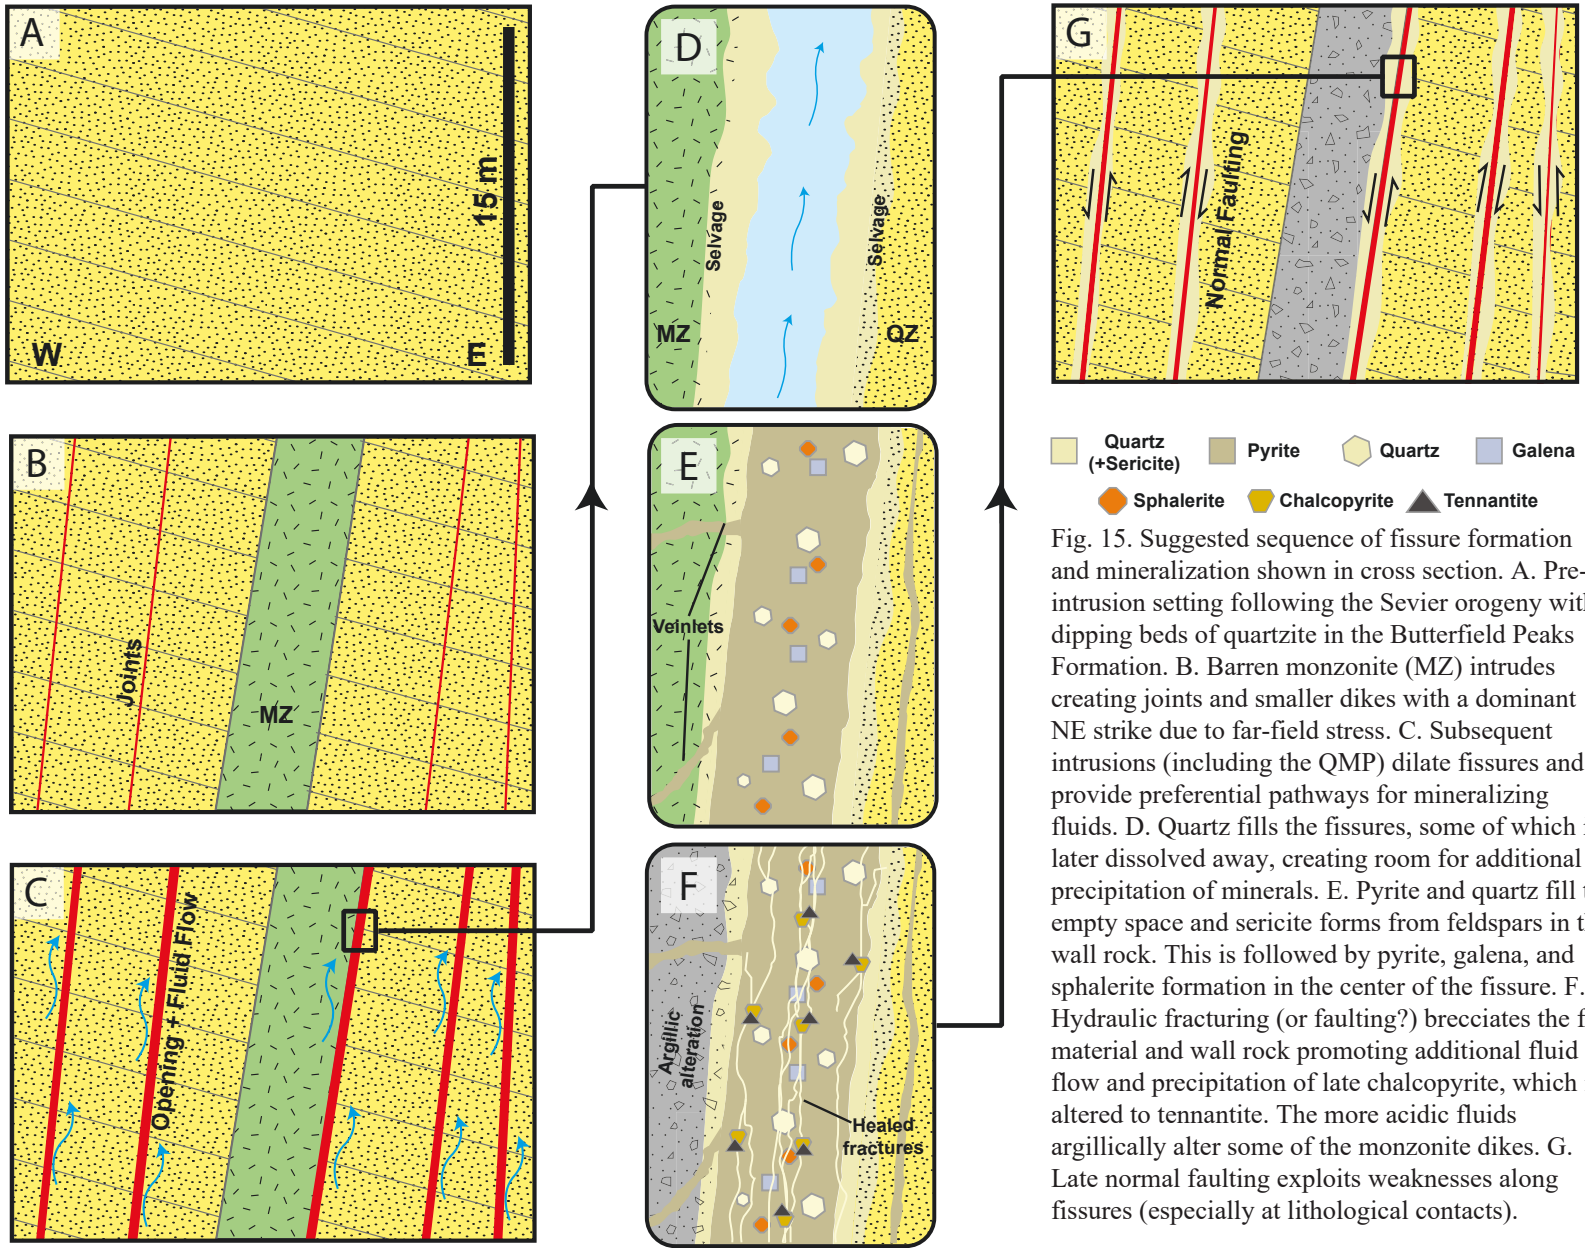 A
15 m
W
E
B
Joints
MZ
C
Opening + Fluid Flow
D
Selvage
Selvage
MZ
QZ
E
Veinlets
F
Argillic
alteration
Healed
fractures
G
Normal Faulting
Quartz
(+Sericite)
Pyrite
Quartz
Galena
Sphalerite
Chalcopyrite
Tennantite
Fig. 15. Suggested sequence of fissure formation
and mineralization shown in cross section. A. Pre-
intrusion setting following the Sevier orogeny with
dipping beds of quartzite in the Butterfield Peaks
Formation. B. Barren monzonite (MZ) intrudes
creating joints and smaller dikes with a dominant
NE strike due to far-field stress. C. Subsequent
intrusions (including the QMP) dilate fissures and
provide preferential pathways for mineralizing
fluids. D. Quartz fills the fissures, some of which
later dissolved away, creating room for additional
precipitation of minerals. E. Pyrite and quartz fill
empty space and sericite forms from feldspars in
wall rock. This is followed by pyrite, galena, and
sphalerite formation in the center of the fissure. F.
Hydraulic fracturing (or faulting?) brecciates the
material and wall rock promoting additional fluid
flow and precipitation of late chalcopyrite, which
altered to tennantite. The more acidic fluids
argillically alter some of the monzonite dikes. G.
Late normal faulting exploits weaknesses along
fissures (especially at lithological contacts).